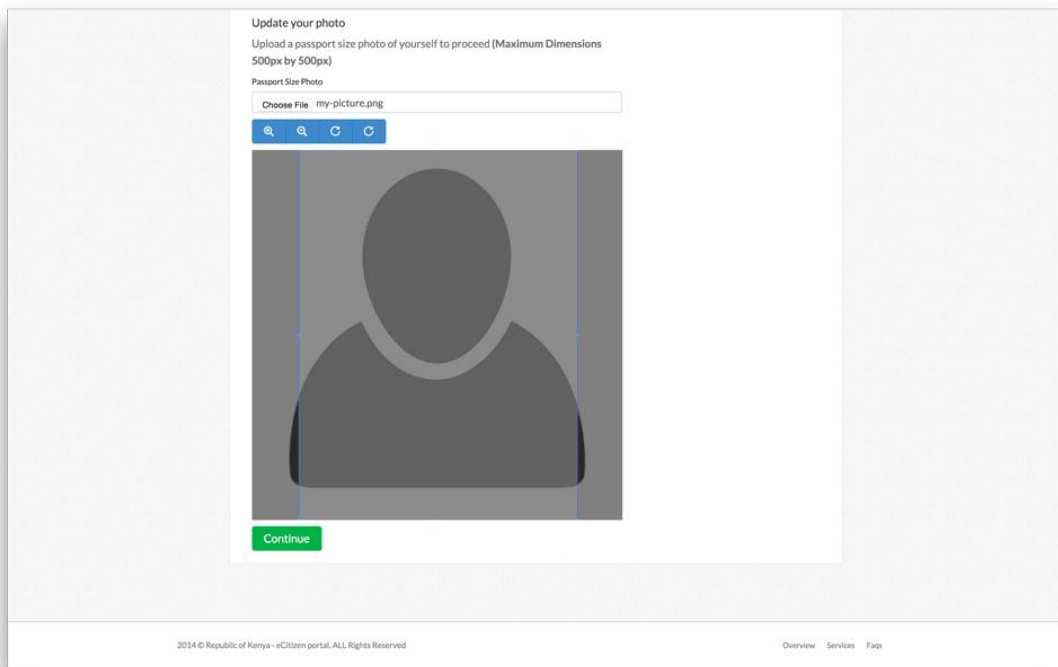 Update your photo
Upload a passport size photo of yourself to proceed (Maximum Dimensions
500px by 500px)
Passport Size Photo
Choose File my-picture.png
Continue
2014 © Republic of Kenya - eCitizen portal. ALL Rights Reserved
Overview Services Faqs